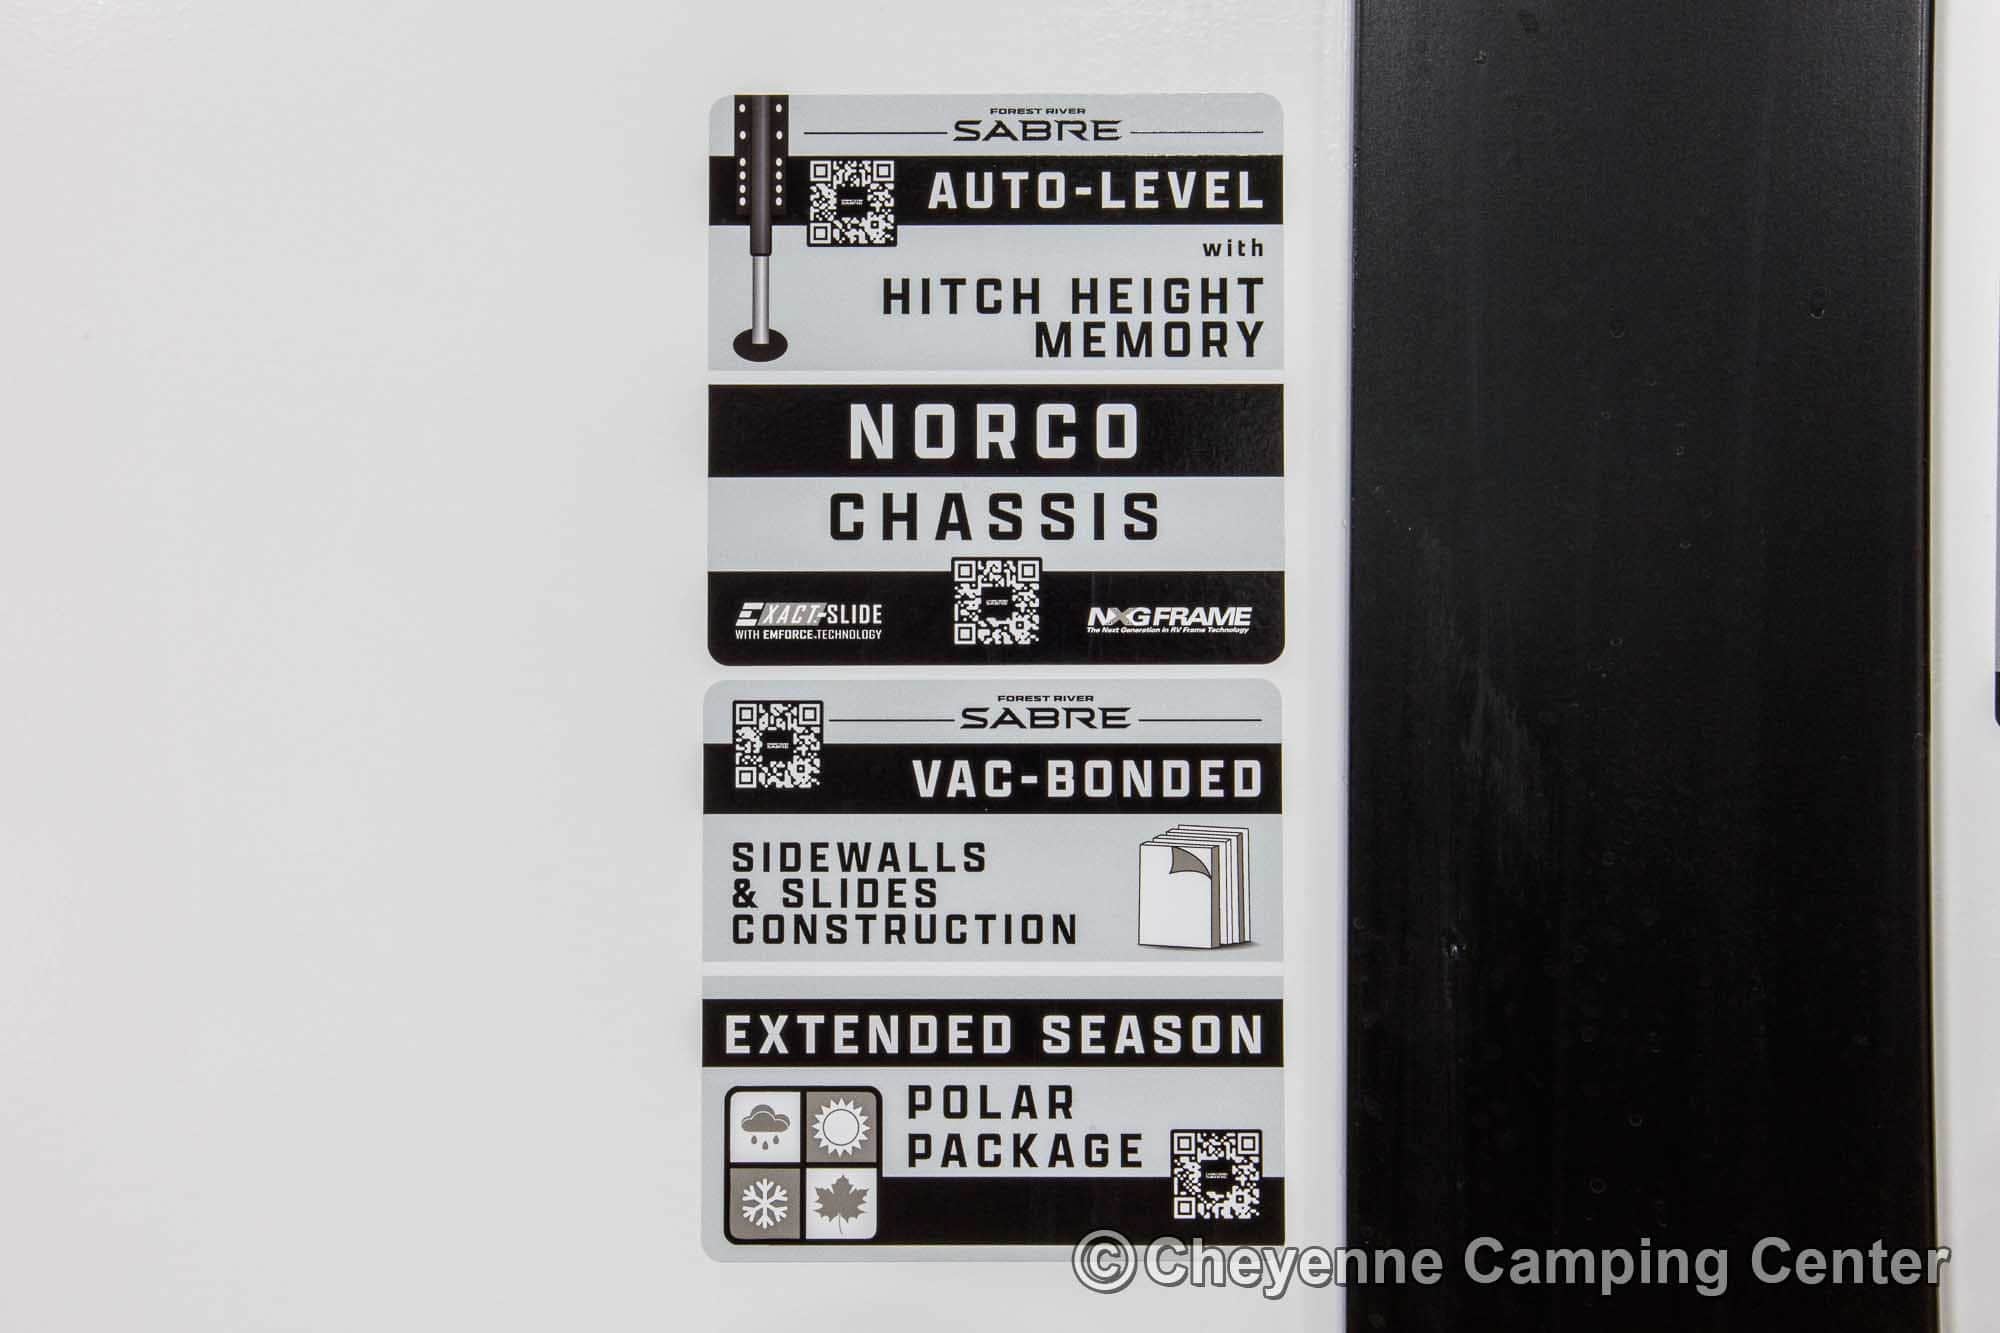 FOREST RIVER
SABRE
AUTO-LEVEL
with
HITCH HEIGHT
MEMORY
NORCO
CHASSIS
EXACT-SLIDE
WITH EMFORCE TECHNOLOGY
NXG FRAME
The Next Generation in RV Frame Technology
FOREST RIVER
SABRE
VAC-BONDED
SIDEWALLS
& SLIDES
CONSTRUCTION
EXTENDED SEASON
POLAR
PACKAGE
©Cheyenne Camping Center